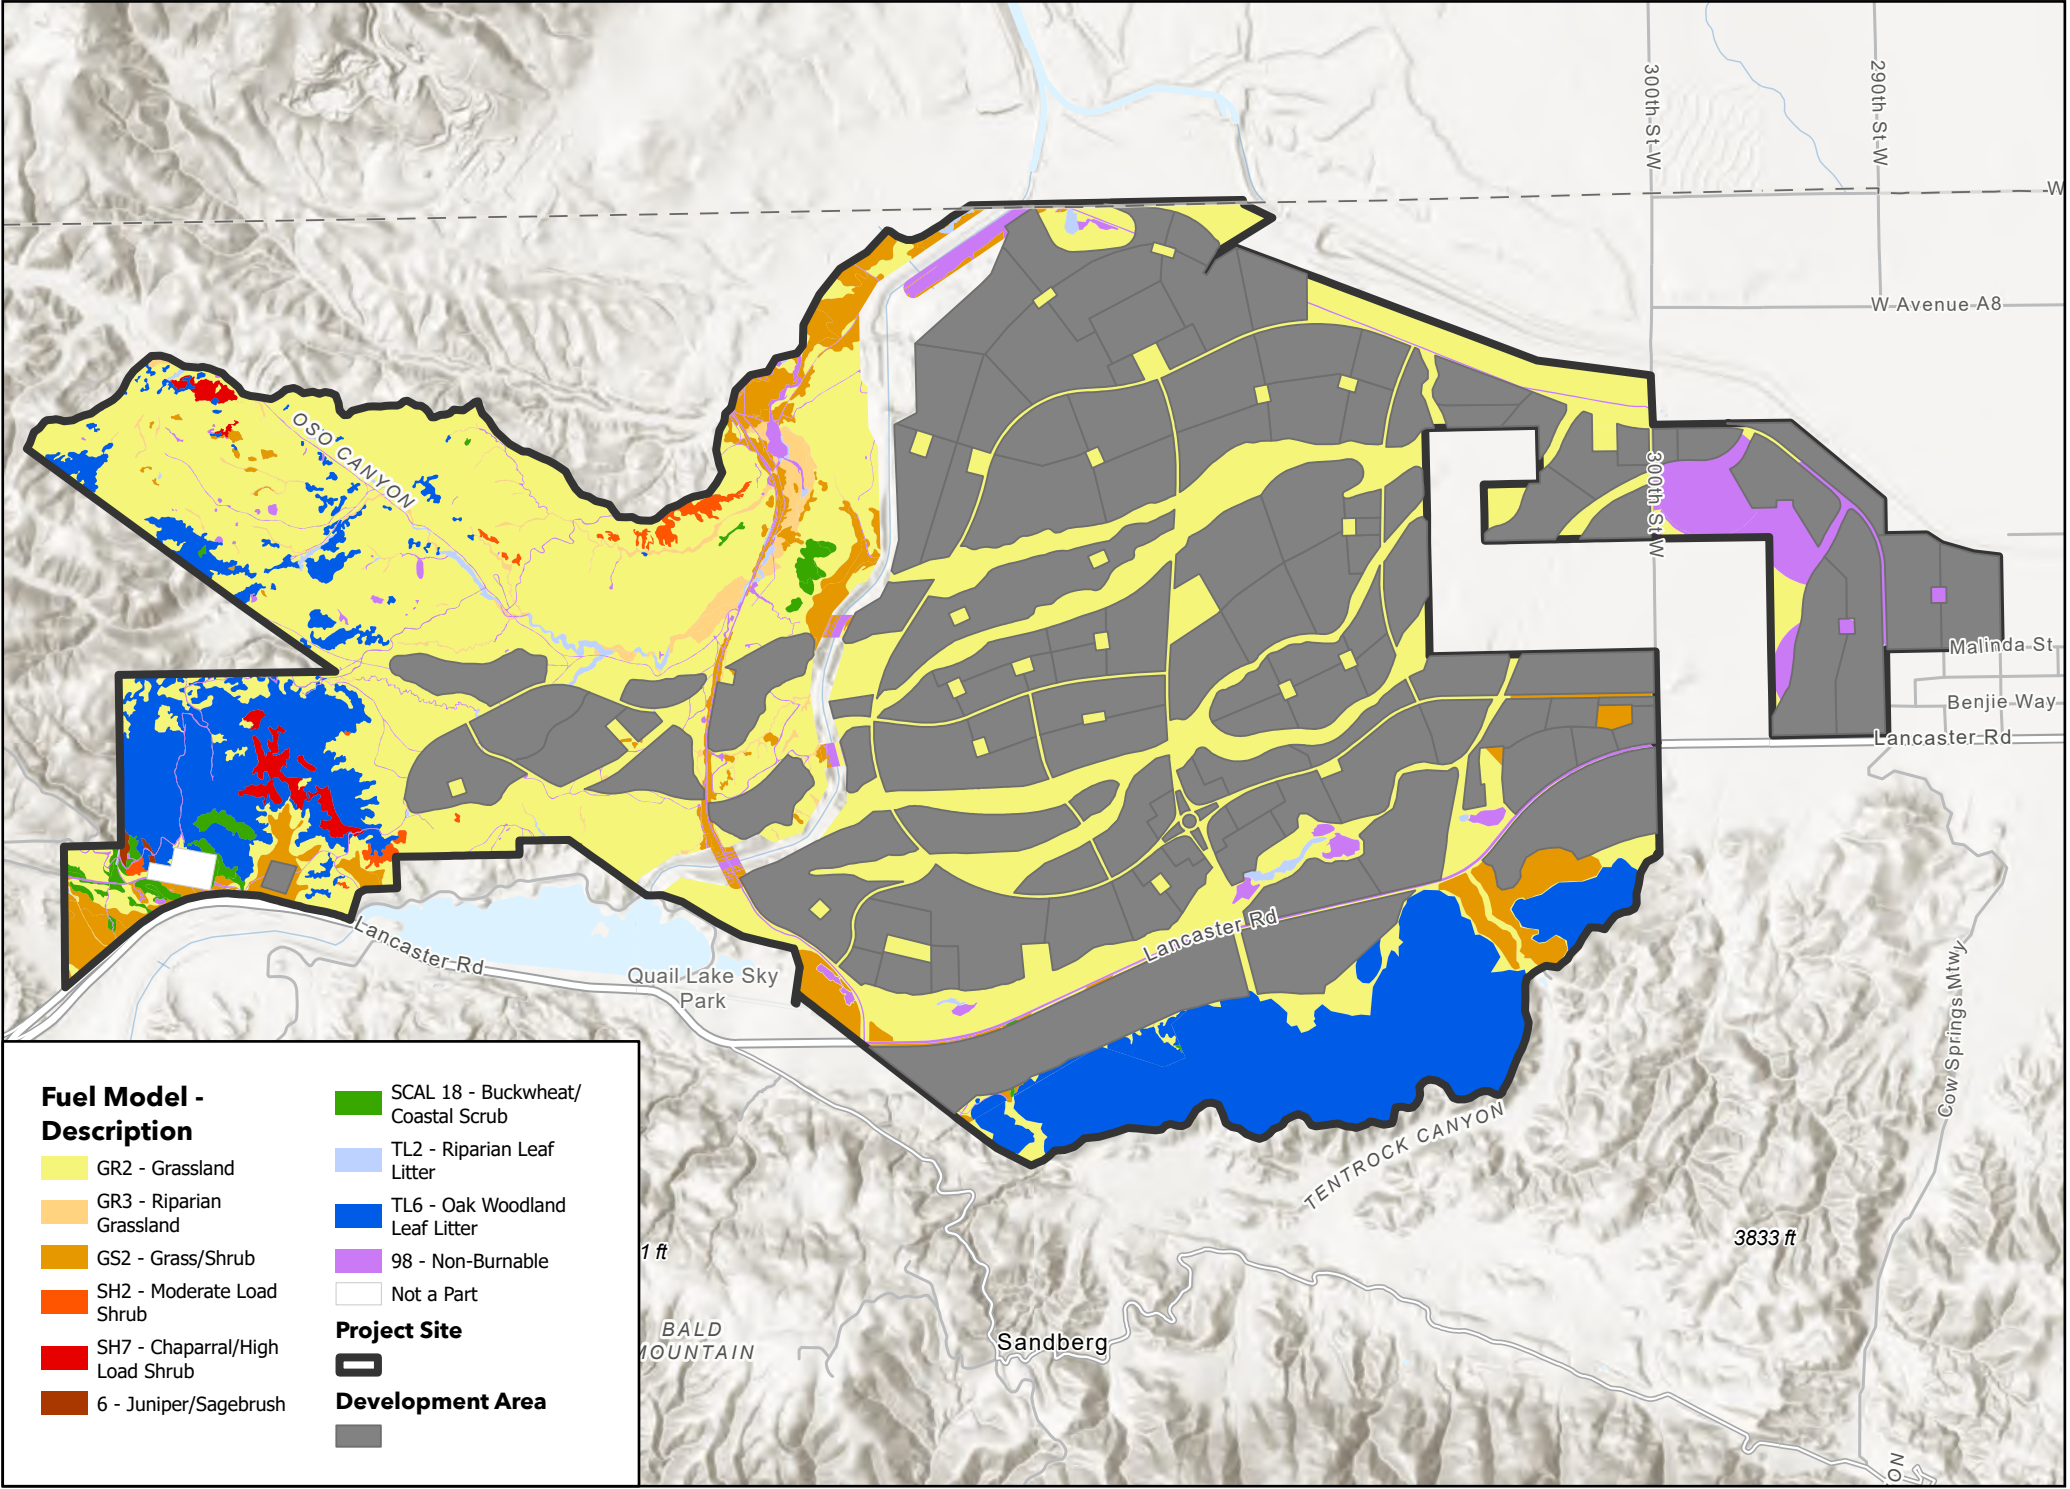 300th St W
290th St W
W
W Avenue A8
OSO CANYON
300th St W
Malinda St
Benjie Way
Lancaster Rd
Lancaster Rd
Lancaster Rd
Quail Lake Sky
Park
Cow Springs Mtwy
TENTROCK CANYON
3833 ft
1 ft
BALD
MOUNTAIN
Sandberg
ON
Fuel Model -
Description
GR2 - Grassland
GR3 - Riparian
Grassland
GS2 - Grass/Shrub
SH2 - Moderate Load
Shrub
SH7 - Chaparral/High
Load Shrub
6 - Juniper/Sagebrush
SCAL 18 - Buckwheat/
Coastal Scrub
TL2 - Riparian Leaf
Litter
TL6 - Oak Woodland
Leaf Litter
98 - Non-Burnable
Not a Part
Project Site
Development Area